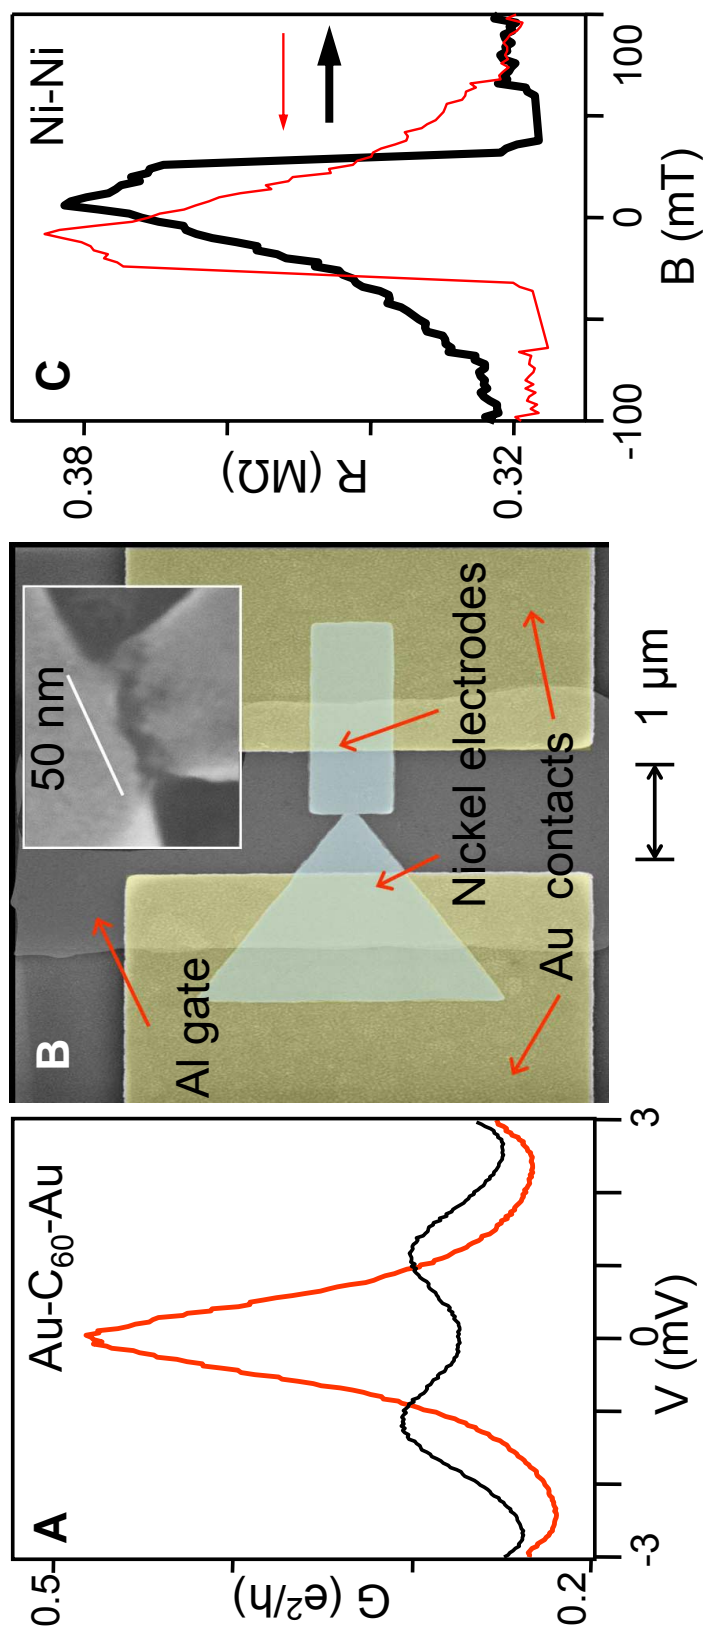 A
Au-C60-Au
0.5
0.2
G (e²/h)
-3
0
3
V (mV)
B
50 nm
Al gate
Nickel electrodes
Au contacts
1 µm
C
Ni-Ni
0.38
0.32
R (MΩ)
-100
0
100
B (mT)